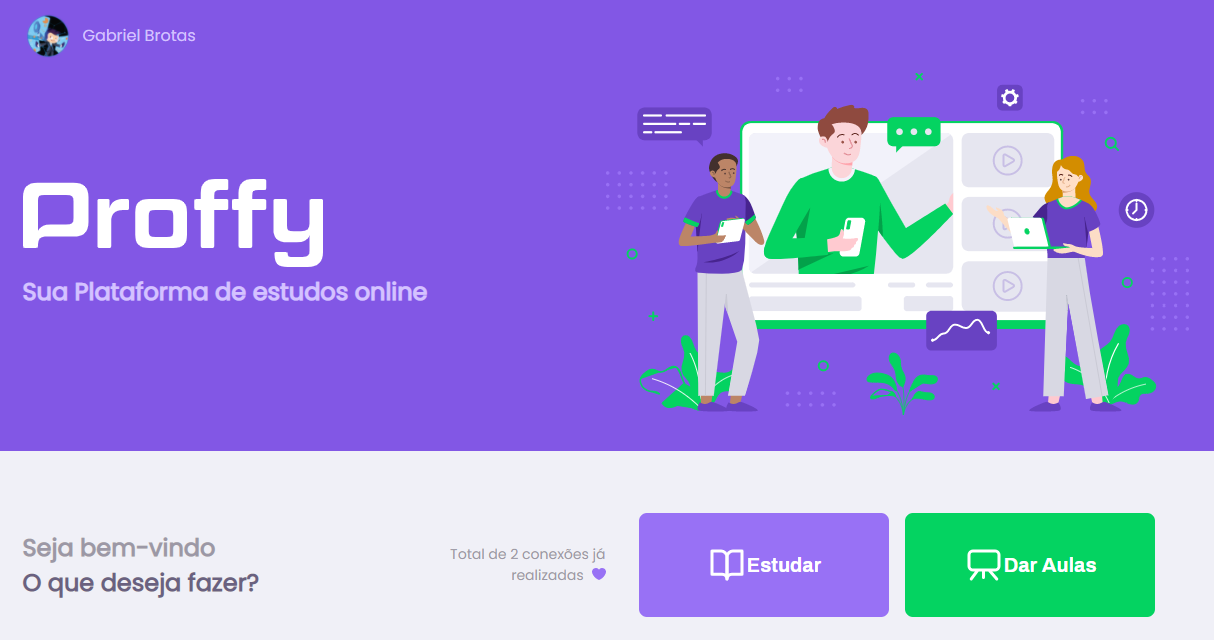 Gabriel Brotas
Proffy
Sua Plataforma de estudos online
Seja bem-vindo
O que deseja fazer?
Total de 2 conexões já
realizadas
Estudar
Dar Aulas